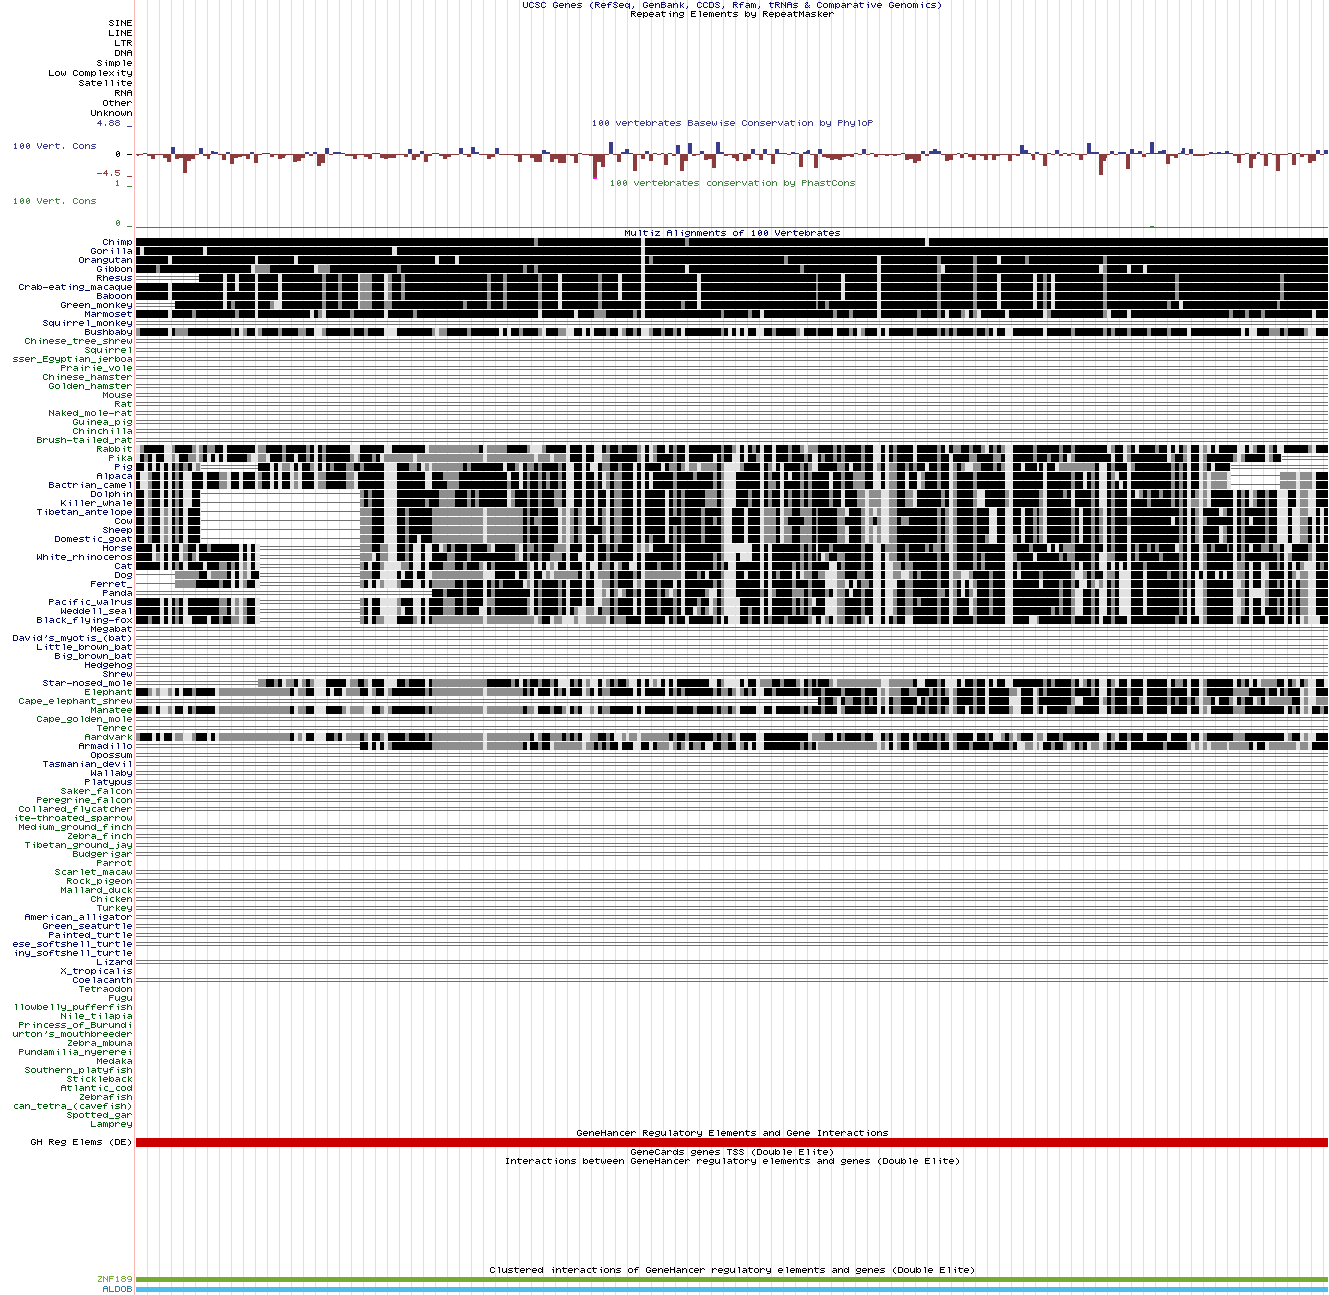 UCSC Genes (RefSeq, GenBank, CCDS, Rfam, tRNAs & Comparative Genomics)
Repeating Elements by RepeatMasker
SINE
LINE
LTR
DNA
Simple
Low Complexity
Satellite
RNA
Other
Unknown
4.88 _
100 vertebrates Basewise Conservation by PhyloP
100 Vert. Cons
0 -
-4.5 _
1 _
100 vertebrates conservation by PhastCons
100 Vert. Cons
0 _
Multiz Alignments of 100 Vertebrates
Chimp
Gorilla
Orangutan
Gibbon
Rhesus
Crab-eating_macaque
Baboon
Green_monkey
Marmoset
Squirrel_monkey
Bushbaby
Chinese_tree_shrew
Squirrel
sser_Egyptian_jerboa
Prairie_vole
Chinese_hamster
Golden_hamster
Mouse
Rat
Naked_mole-rat
Guinea_pig
Chinchilla
Brush-tailed_rat
Rabbit
Pika
Pig
Alpaca
Bactrian_camel
Dolphin
Killer_whale
Tibetan_antelope
Cow
Sheep
Domestic_goat
Horse
White_rhinoceros
Cat
Dog
Ferret_
Panda
Pacific_walrus
Weddell_seal
Black_flying-fox
Megabat
David's_myotis_(bat)
Little_brown_bat
Big_brown_bat
Hedgehog
Shrew
Star-nosed_mole
Elephant
Cape_elephant_shrew
Manatee
Cape_golden_mole
Tenrec
Aardvark
Armadillo
Opossum
Tasmanian_devil
Wallaby
Platypus
Saker_falcon
Peregrine_falcon
Collared_flycatcher
ite-throated_sparrow
Medium_ground_finch
Zebra_finch
Tibetan_ground_jay
Budgerigar
Parrot
Scarlet_macaw
Rock_pigeon
Mallard_duck
Chicken
Turkey
American_alligator
Green_seaturtle
Painted_turtle
ese_softshell_turtle
iny_softshell_turtle
Lizard
X_tropicalis
Coelacanth
Tetraodon
Fugu
llowbelly_pufferfish
Nile_tilapia
Princess_of_Burundi
urton's_mouthbreeder
Zebra_mbuna
Pundamilia_nyererei
Medaka
Southern_platyfish
Stickleback
Atlantic_cod
Zebrafish
can_tetra_(cavefish)
Spotted_gar
Lamprey
GeneHancer Regulatory Elements and Gene Interactions
GH Reg Elems (DE)
GeneCards genes TSS (Double Elite)
Interactions between GeneHancer regulatory elements and genes (Double Elite)
Clustered interactions of GeneHancer regulatory elements and genes (Double Elite)
ZNF189
ALDOB